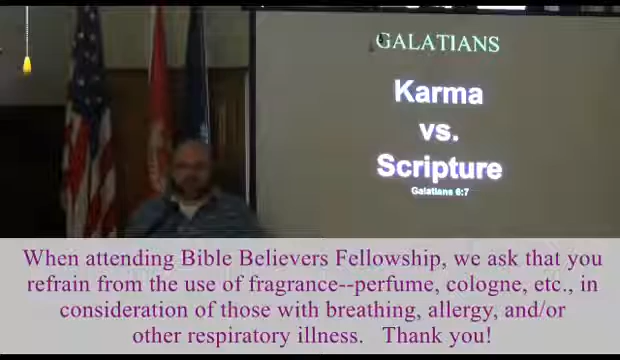 GALATIANS
Karma
vs.
Scripture
Galatians 6:7
When attending Bible Believers Fellowship, we ask that you
refrain from the use of fragrance--perfume, cologne, etc., in
consideration of those with breathing, allergy, and/or
other respiratory illness.   Thank you!